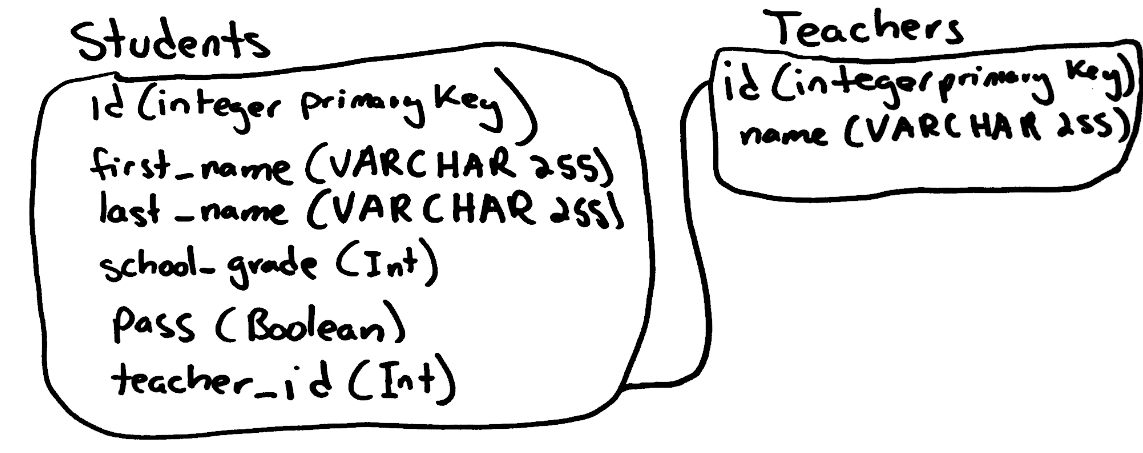 Students
id (integer primary Key)
first_name (VARCHAR 255)
last_name (VARCHAR 255)
school_grade (Int)
Pass (Boolean)
teacher_id (Int)
Teachers
id (integer primary Key)
name (VARCHAR 255)